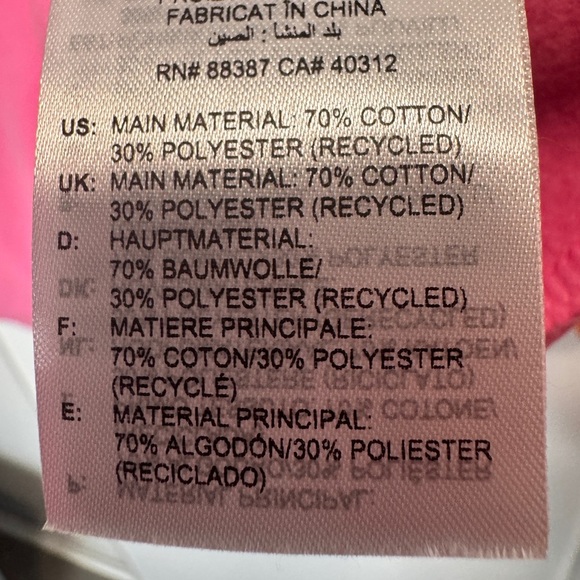 FABRICAT ÎN CHINA
بلد المنشأ : الصين
RN# 88387 CA# 40312
US: MAIN MATERIAL: 70% COTTON/
30% POLYESTER (RECYCLED)
UK: MAIN MATERIAL: 70% COTTON/
30% POLYESTER (RECYCLED)
D: HAUPTMATERIAL:
70% BAUMWOLLE/
30% POLYESTER (RECYCLED)
F: MATIERE PRINCIPALE:
70% COTON/30% POLYESTER
(RECYCLÉ)
E: MATERIAL PRINCIPAL:
70% ALGODÓN/30% POLIESTER
(RECICLADO)